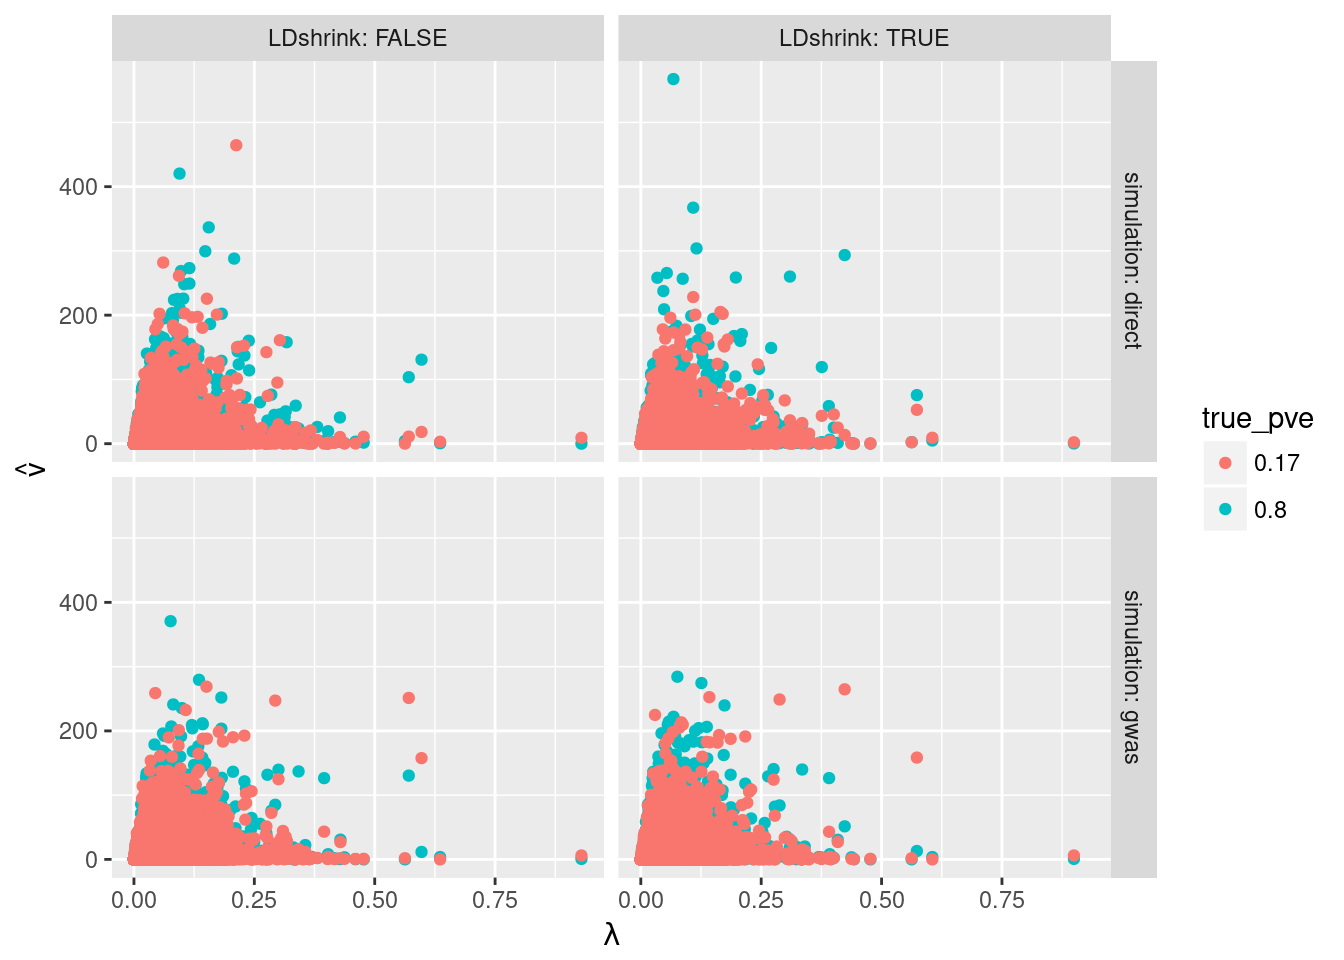 LDshrink: FALSE
LDshrink: TRUE
simulation: direct
simulation: gwas
400
200
0
400
200
0
0.00 0.25 0.50 0.75
0.00 0.25 0.50 0.75
λ
true_pve
0.17
0.8